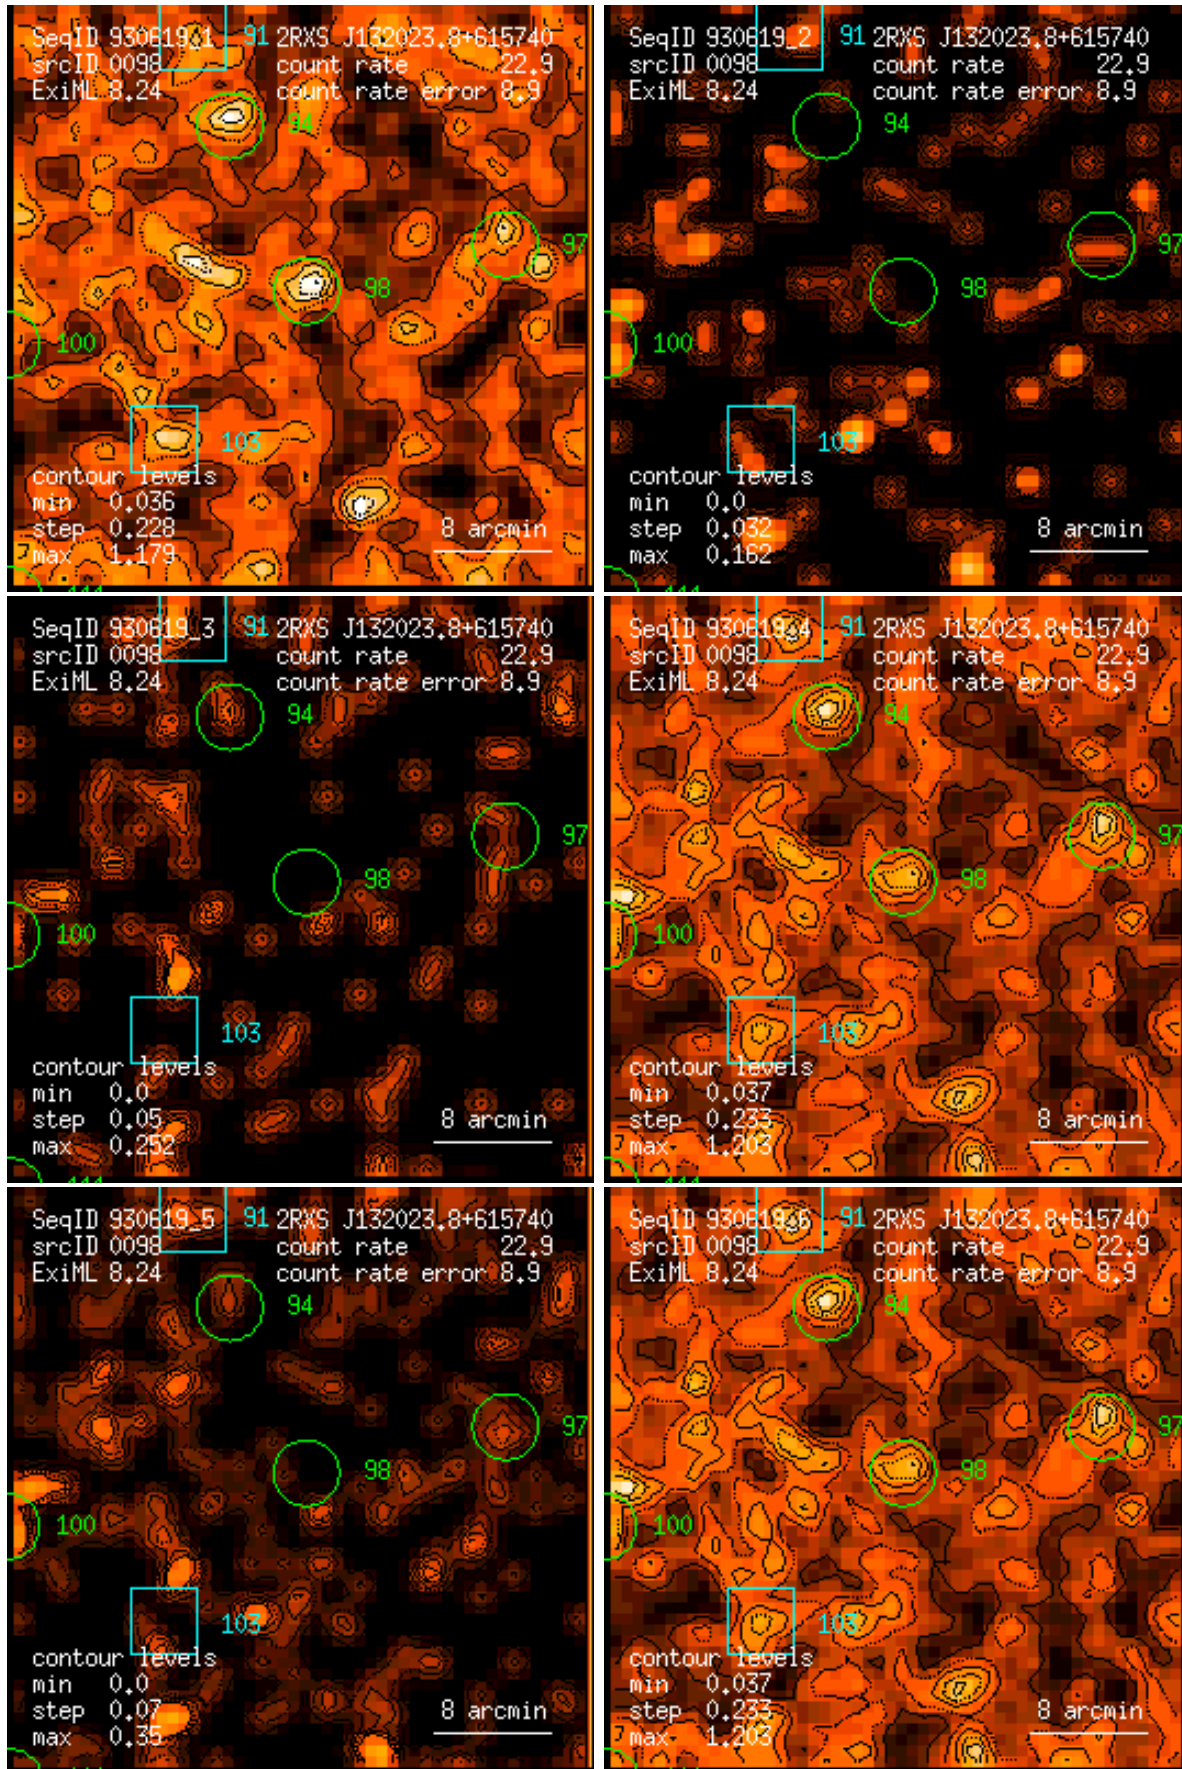 SeqID 930619_1 91 2RXS J132023.8+615740
srcID 0098 count rate 22.9
ExiML 8.24 count rate error 8.9
94
97
98
100
103
contour levels
min 0.036
step 0.228 8 arcmin
max 1.179
SeqID 930619_2 91 2RXS J132023.8+615740
srcID 0098 count rate 22.9
ExiML 8.24 count rate error 8.9
94
97
98
100
103
contour levels
min 0.0
step 0.032 8 arcmin
max 0.162
SeqID 930619_3 91 2RXS J132023.8+615740
srcID 0098 count rate 22.9
ExiML 8.24 count rate error 8.9
94
97
98
100
103
contour levels
min 0.0
step 0.05 8 arcmin
max 0.252
SeqID 930619_4 91 2RXS J132023.8+615740
srcID 0098 count rate 22.9
ExiML 8.24 count rate error 8.9
94
97
98
100
103
contour levels
min 0.037
step 0.233 8 arcmin
max 1.203
SeqID 930619_5 91 2RXS J132023.8+615740
srcID 0098 count rate 22.9
ExiML 8.24 count rate error 8.9
94
97
98
100
103
contour levels
min 0.0
step 0.07 8 arcmin
max 0.35
SeqID 930619_6 91 2RXS J132023.8+615740
srcID 0098 count rate 22.9
ExiML 8.24 count rate error 8.9
94
97
98
100
103
contour levels
min 0.037
step 0.233 8 arcmin
max 1.203